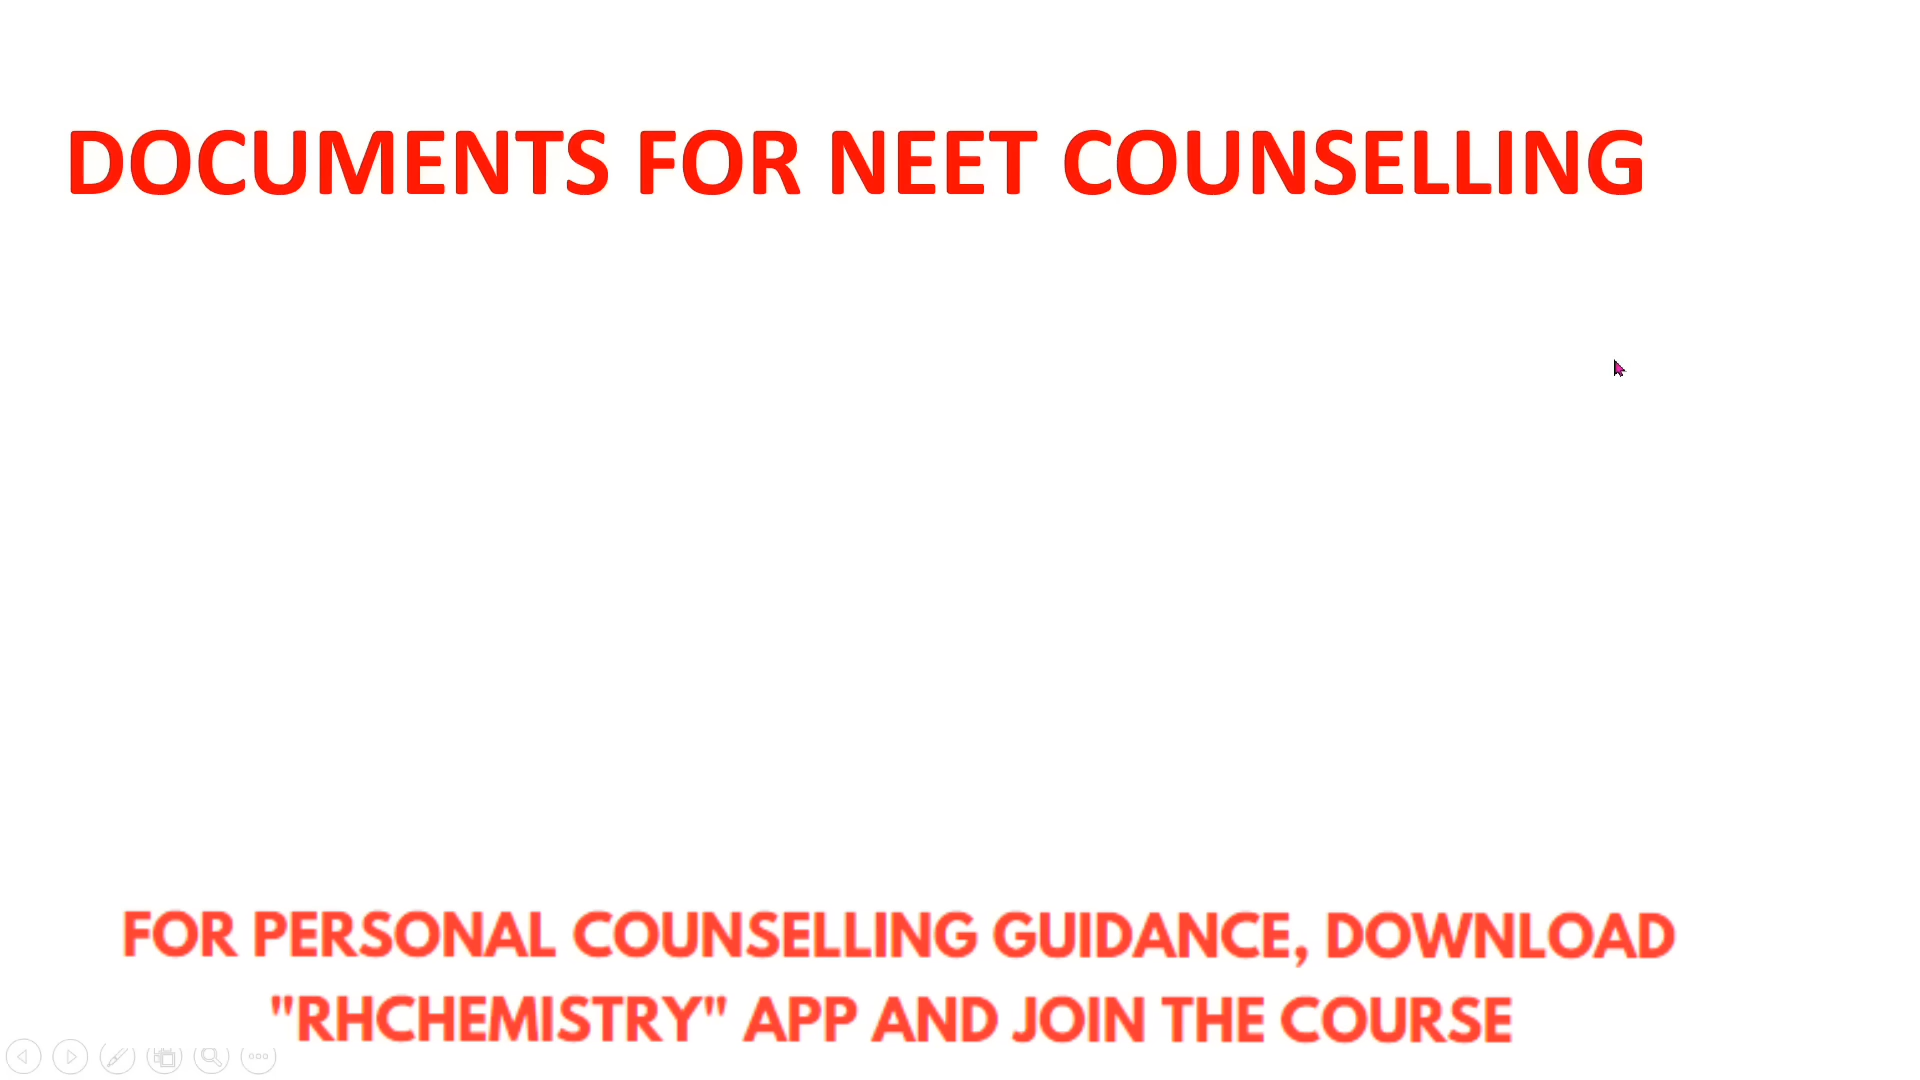 DOCUMENTS FOR NEET COUNSELLING
FOR PERSONAL COUNSELLING GUIDANCE, DOWNLOAD
"RHCHEMISTRY" APP AND JOIN THE COURSE